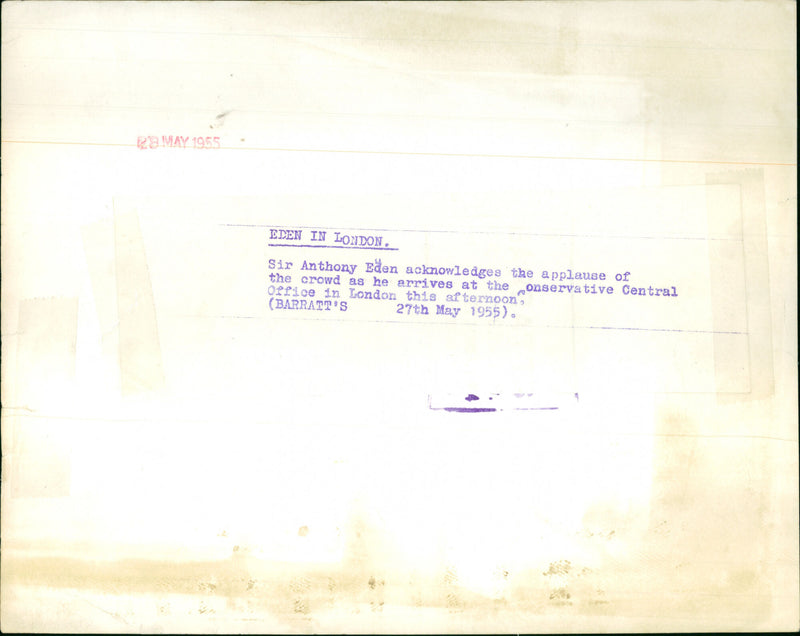 28 MAY 1955
EDEN IN LONDON.
Sir Anthony Eden acknowledges the applause of
the crowd as he arrives at the Conservative Central
Office in London this afternoon,
(BARRATT'S 27th May 1955).